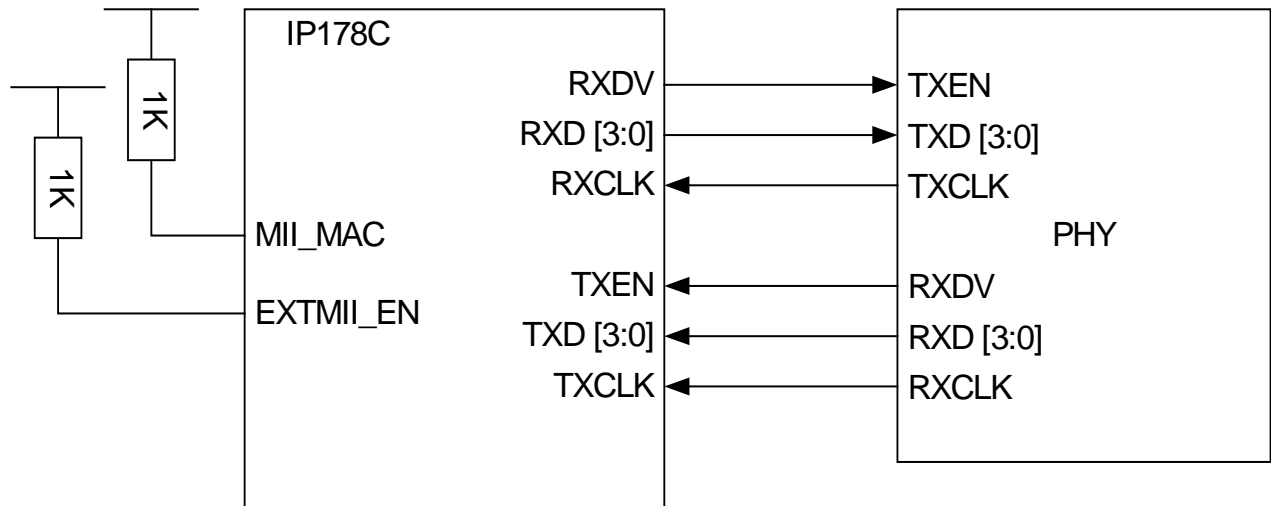 IP178C
1K
1K
MII_MAC
EXTMII_EN
RXDV
RXD [3:0]
RXCLK
TXEN
TXD [3:0]
TXCLK
TXEN
TXD [3:0]
TXCLK
PHY
RXDV
RXD [3:0]
RXCLK